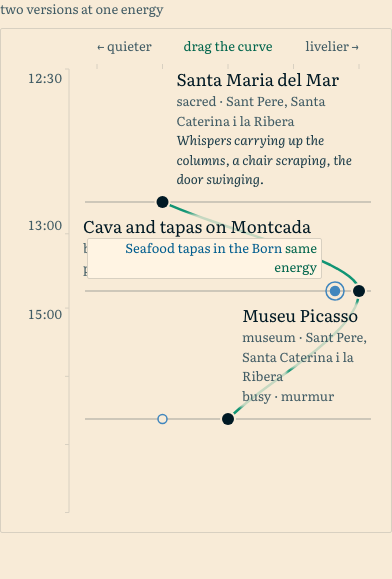 two versions at one energy
← quieter drag the curve livelier →
12:30
Santa Maria del Mar
sacred · Sant Pere, Santa
Caterina i la Ribera
Whispers carrying up the
columns, a chair scraping, the
door swinging.
13:00
Cava and tapas on Montcada
Seafood tapas in the Born same
energy
15:00
Museu Picasso
museum · Sant Pere,
Santa Caterina i la
Ribera
busy · murmur